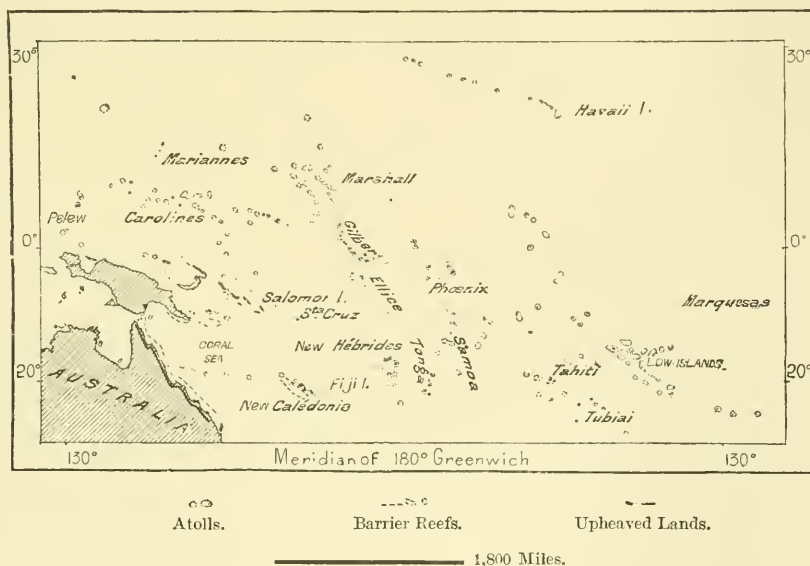 30° 30°
Havaii I.
Mariannes
Marshall
Pelew Carolines
0° Gilbert 0°
Ellice
Phœnix
Salomon I. Marquesas
Sta Cruz
CORAL
SEA
New Hébrides Tonga Samoa
LOW ISLANDS
20° AUSTRALIA Fiji I. Tahiti 20°
New Calédonia Tubiai
130° Meridian of 180° Greenwich 130°
Atolls. Barrier Reefs. Upheaved Lands.
1,800 Miles.